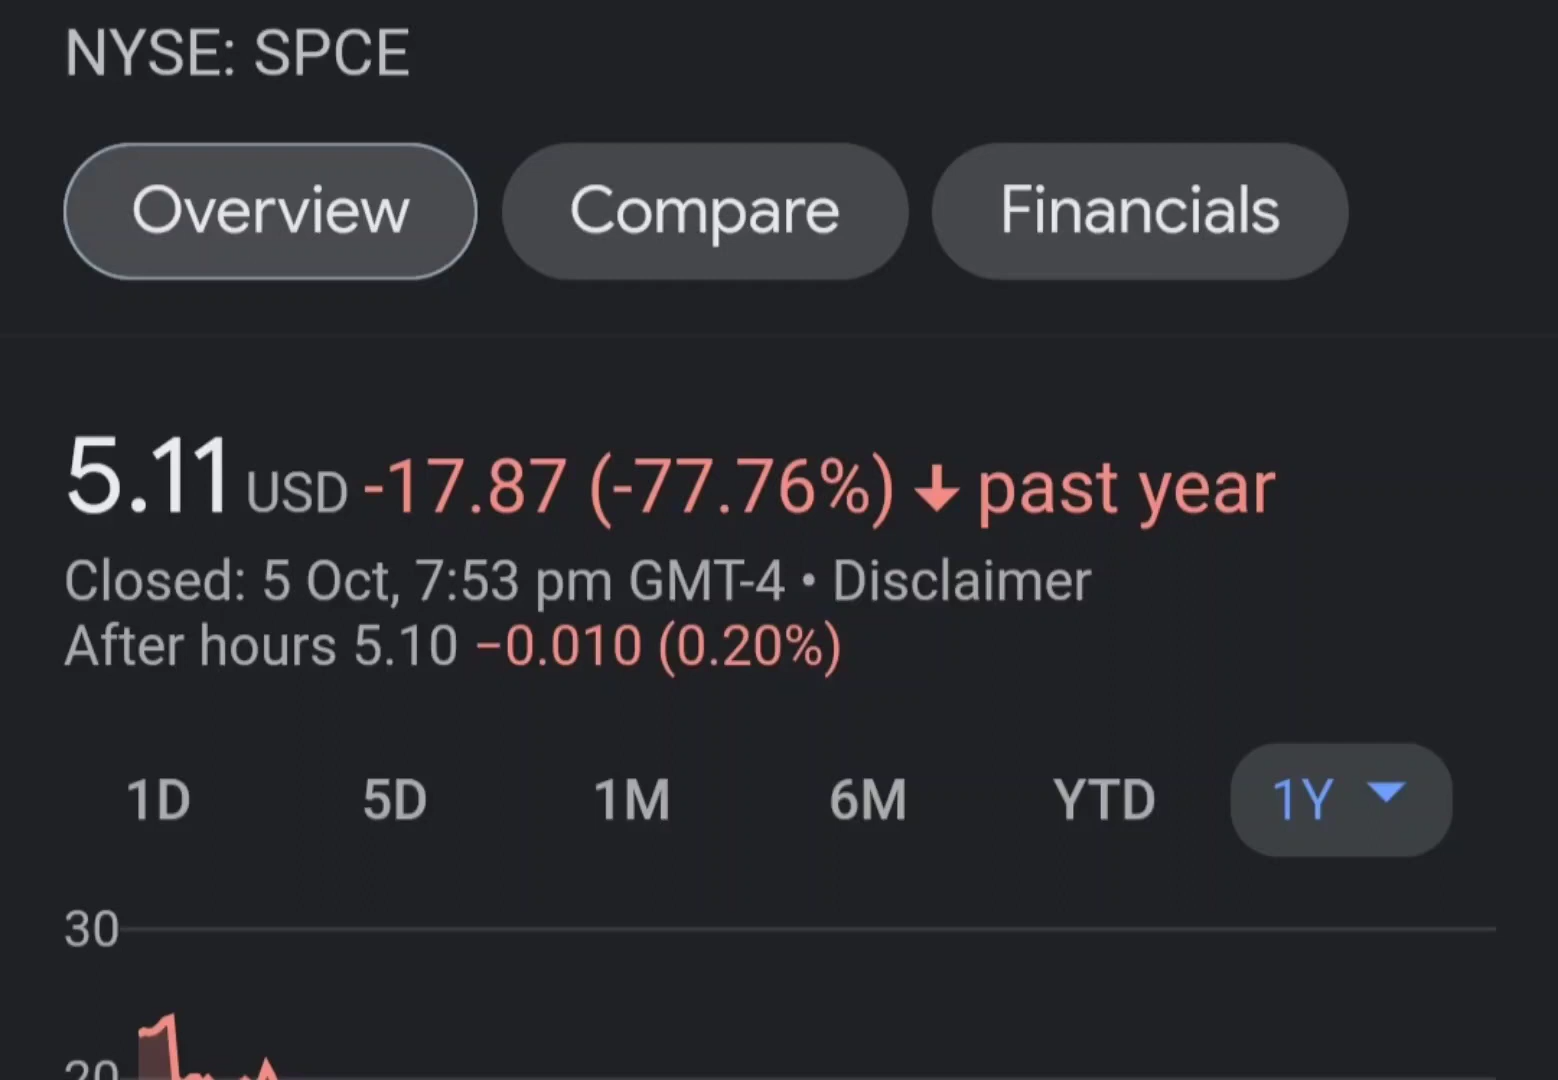 NYSE: SPCE
Overview Compare Financials
5.11 USD -17.87 (-77.76%) ↓ past year
Closed: 5 Oct, 7:53 pm GMT-4 • Disclaimer
After hours 5.10 −0.010 (0.20%)
1D 5D 1M 6M YTD 1Y
30
20